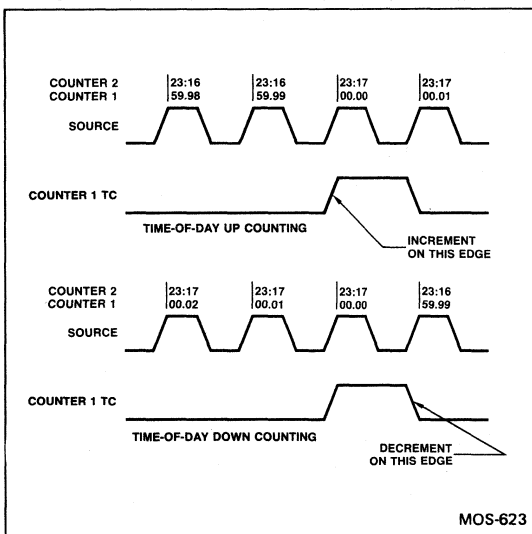 COUNTER 2 23:16 23:16 23:17 23:17
COUNTER 1 59.98 59.99 00.00 00.01
SOURCE
COUNTER 1 TC
TIME-OF-DAY UP COUNTING
INCREMENT
ON THIS EDGE
COUNTER 2 23:17 23:17 23:17 23:16
COUNTER 1 00.02 00.01 00.00 59.99
SOURCE
COUNTER 1 TC
TIME-OF-DAY DOWN COUNTING
DECREMENT
ON THIS EDGE
MOS-623